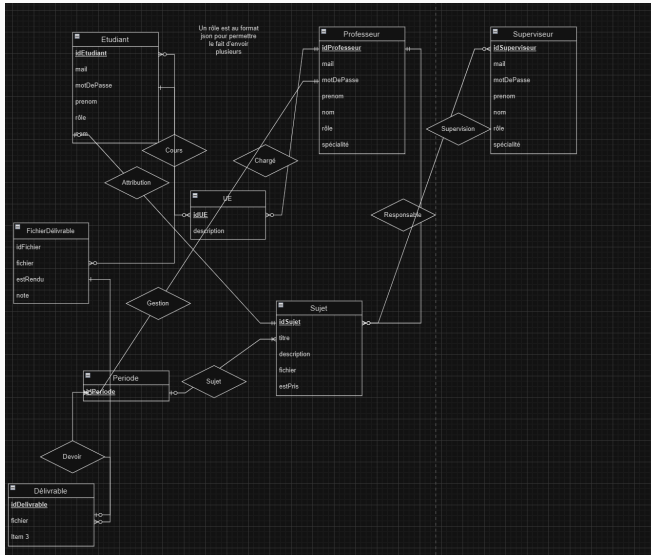 Un rôle est au format
json pour permettre
le fait d'envoir
plusieurs
Etudiant
idEtudiant
mail
motDePasse
prenom
rôle
nom
Professeur
idProfesseur
mail
motDePasse
prenom
nom
rôle
spécialité
Superviseur
idSuperviseur
mail
motDePasse
prenom
nom
rôle
spécialité
Supervision
Cours
Chargé
Attribution
UE
idUE
description
Responsable
FichierDélivrable
idFichier
fichier
estRendu
note
Gestion
Sujet
idSujet
titre
description
fichier
estPris
Periode
idPeriode
Sujet
Devoir
Délivrable
idDelivrable
fichier
Item 3